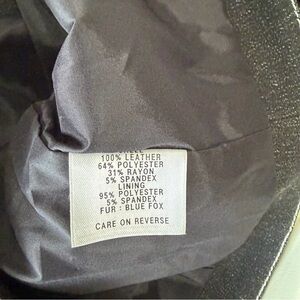 100% LEATHER
64% POLYESTER
31% RAYON
5% SPANDEX
LINING
95% POLYESTER
5% SPANDEX
FUR : BLUE FOX
CARE ON REVERSE